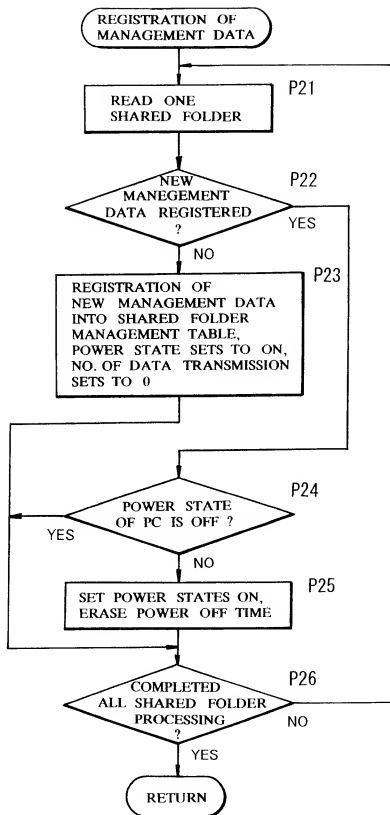 REGISTRATION OF
MANAGEMENT DATA
P21
READ ONE
SHARED FOLDER
P22
NEW
MANEGEMENT
DATA REGISTERED
?
YES
NO
P23
REGISTRATION OF
NEW MANAGEMENT DATA
INTO SHARED FOLDER
MANAGEMENT TABLE,
POWER STATE SETS TO ON,
NO. OF DATA TRANSMISSION
SETS TO 0
P24
POWER STATE
OF PC IS OFF ?
YES
NO
P25
SET POWER STATES ON,
ERASE POWER OFF TIME
P26
COMPLETED
ALL SHARED FOLDER
PROCESSING
?
NO
YES
RETURN